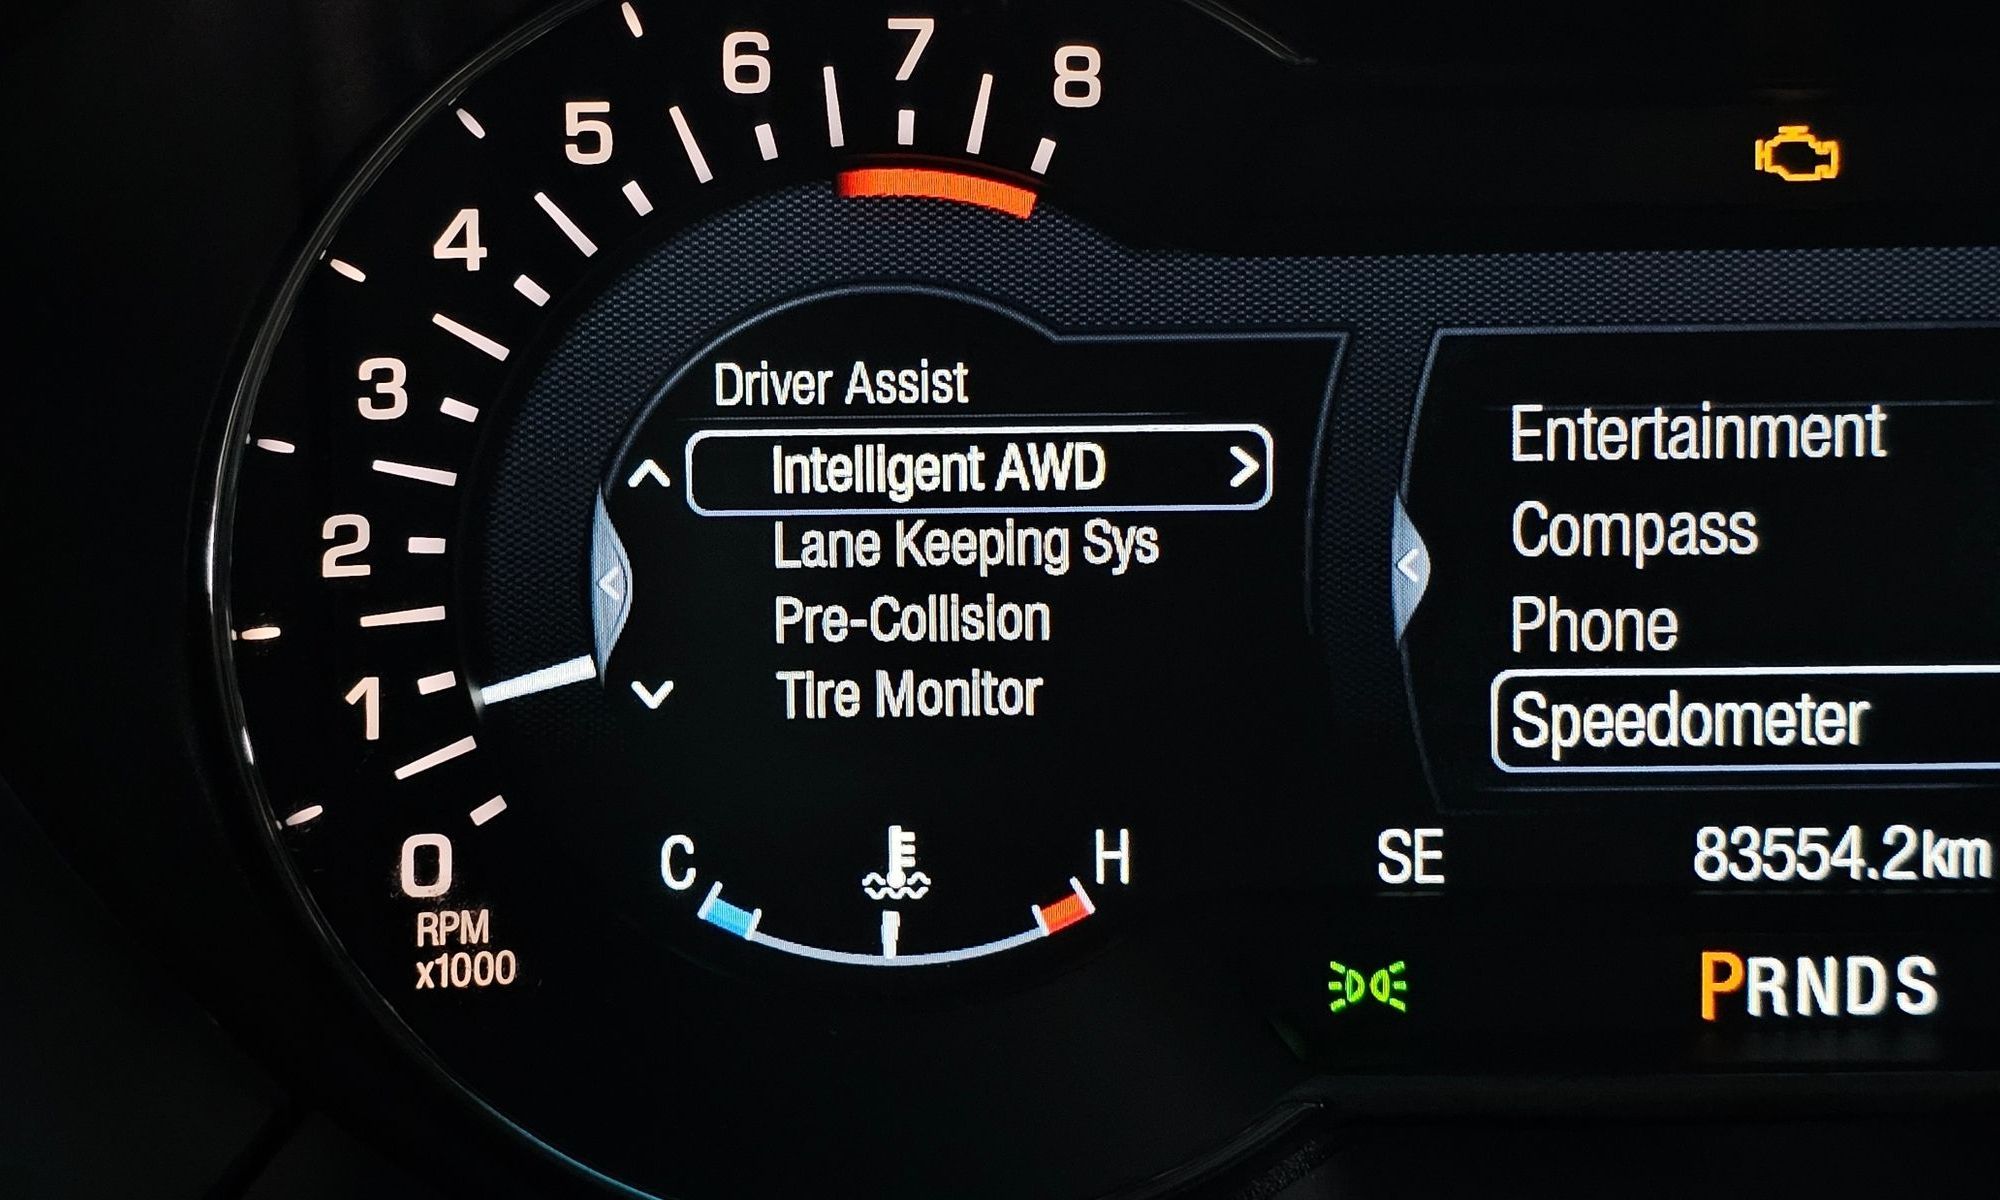 8
7
6
5
4
3
2
1
0
RPM
x1000
Driver Assist
Intelligent AWD
Lane Keeping Sys
Pre-Collision
Tire Monitor
C
H
Entertainment
Compass
Phone
Speedometer
SE
83554.2km
PRNDS